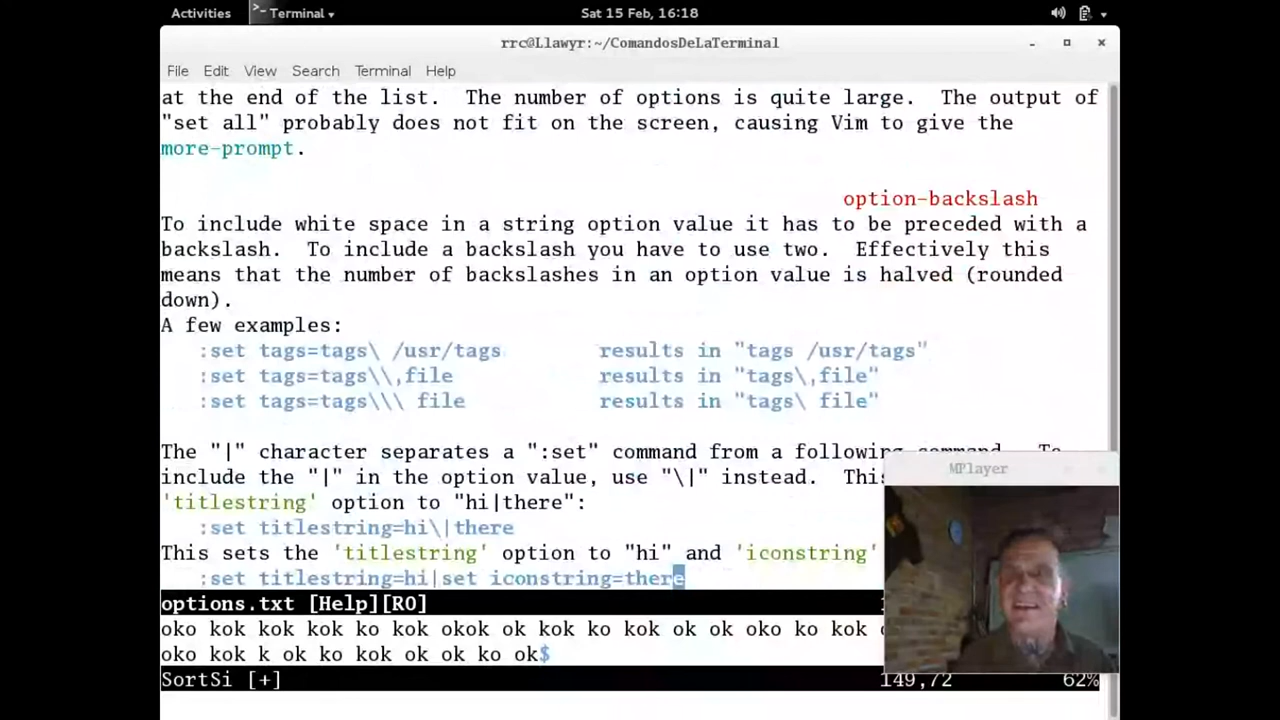 Activities Terminal Sat 15 Feb, 16:18
rrc@Llawyr:~/ComandosDeLaTerminal
File Edit View Search Terminal Help
at the end of the list.  The number of options is quite large.  The output of
"set all" probably does not fit on the screen, causing Vim to give the
more-prompt.
option-backslash
To include white space in a string option value it has to be preceded with a
backslash.  To include a backslash you have to use two.  Effectively this
means that the number of backslashes in an option value is halved (rounded
down).
A few examples:
:set tags=tags\ /usr/tags results in "tags /usr/tags"
:set tags=tags\\,file results in "tags\,file"
:set tags=tags\\\ file results in "tags\ file"
The "|" character separates a ":set" command from a following command.  To
include the "|" in the option value, use "\|" instead.  This
'titlestring' option to "hi|there":
:set titlestring=hi\|there
This sets the 'titlestring' option to "hi" and 'iconstring'
:set titlestring=hi|set iconstring=there
MPlayer
options.txt [Help][RO]
oko kok kok kok ko kok okok ok kok ko kok ok ok oko ko kok
oko kok k ok ko kok ok ok ko ok$
SortSi [+] 149,72 62%